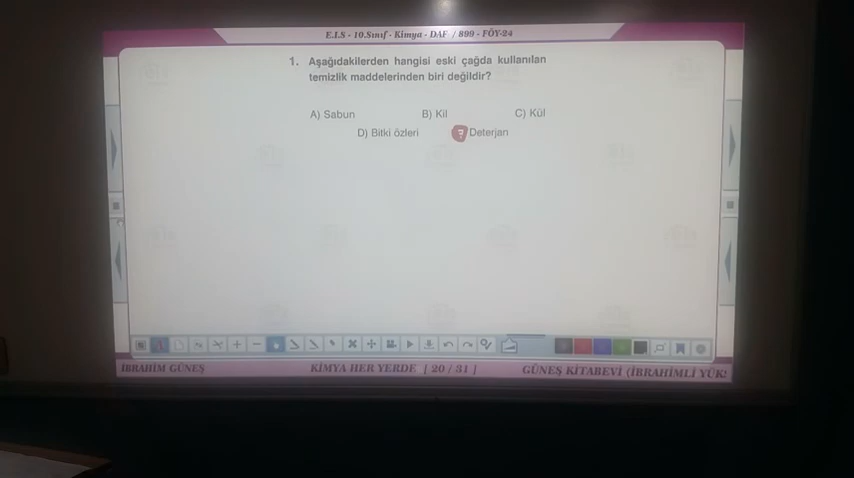 E.I.S - 10.Sınıf - Kimya - DAF / 899 - FÖY-24
1. Aşağıdakilerden hangisi eski çağda kullanılan
temizlik maddelerinden biri değildir?
A) Sabun B) Kil C) Kül
D) Bitki özleri Deterjan
İBRAHİM GÜNEŞ KİMYA HER YERDE [ 20 / 31 ] GÜNEŞ KİTABEVİ (İBRAHİMLİ YÜK